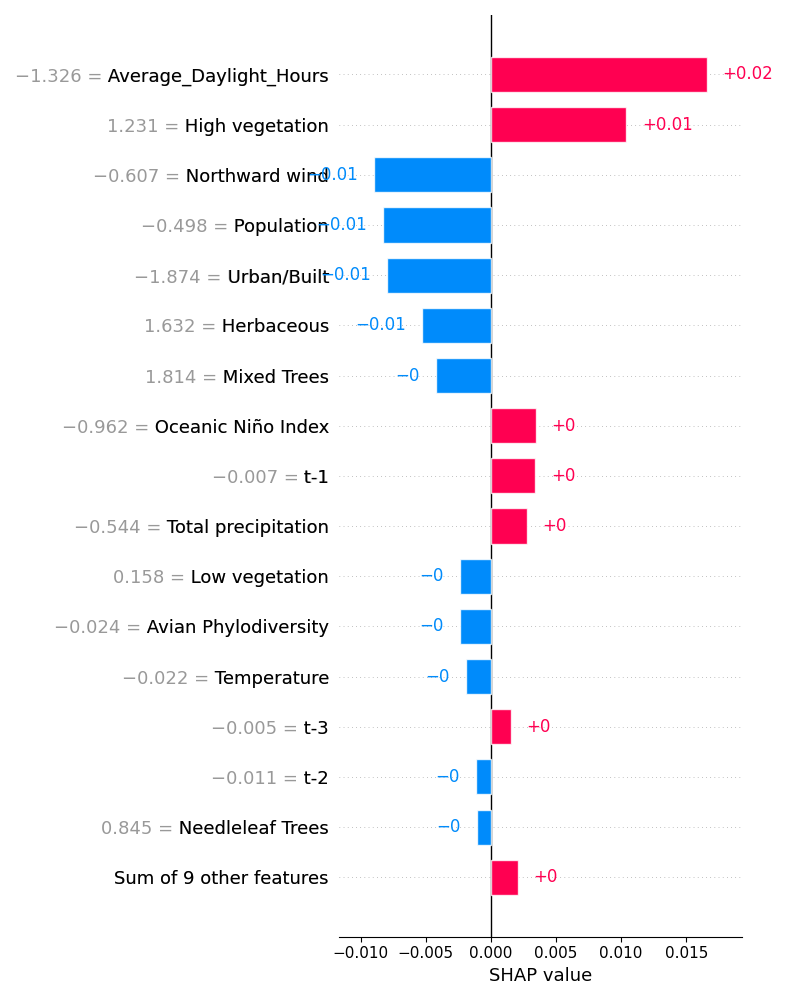 −1.326 = Average_Daylight_Hours +0.02
1.231 = High vegetation +0.01
−0.607 = Northward wind −0.01
−0.498 = Population −0.01
−1.874 = Urban/Built −0.01
1.632 = Herbaceous −0.01
1.814 = Mixed Trees −0
−0.962 = Oceanic Niño Index +0
−0.007 = t-1 +0
−0.544 = Total precipitation +0
0.158 = Low vegetation −0
−0.024 = Avian Phylodiversity −0
−0.022 = Temperature −0
−0.005 = t-3 +0
−0.011 = t-2 −0
0.845 = Needleleaf Trees −0
Sum of 9 other features +0
−0.010 −0.005 0.000 0.005 0.010 0.015
SHAP value